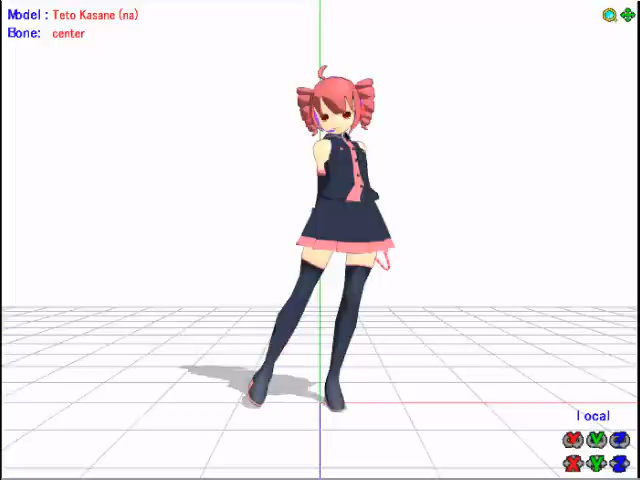 Model : Teto Kasane (na)
Bone: center
local
X Y Z
X Y Z